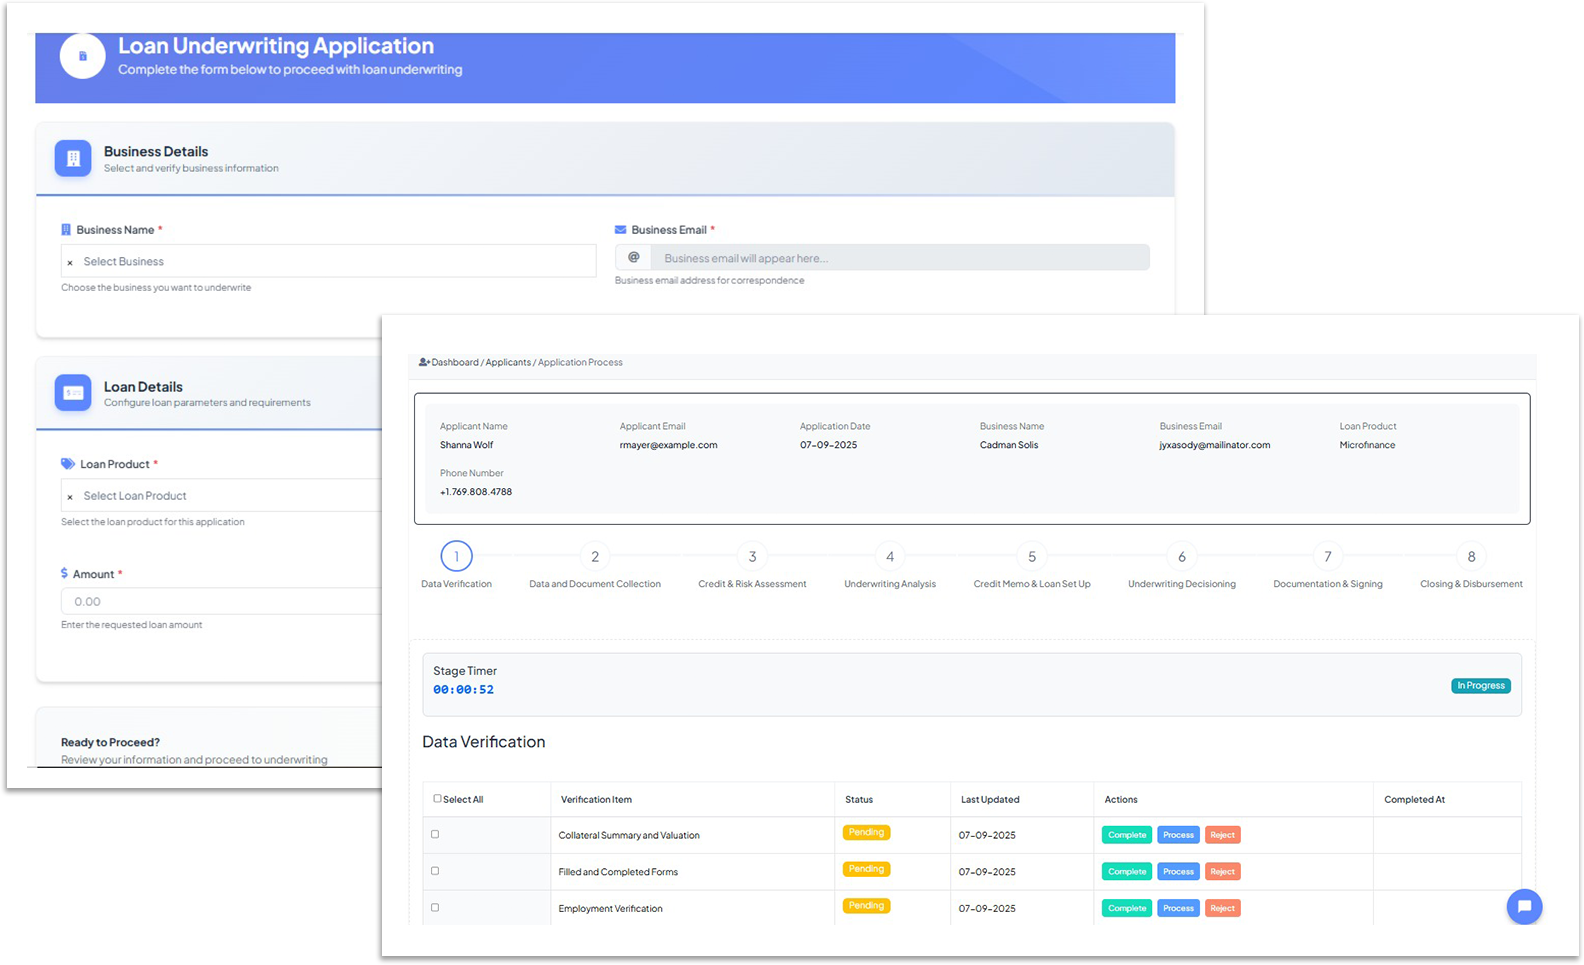 Loan Underwriting Application
Complete the form below to proceed with loan underwriting
Business Details
Select and verify business information
Business Name *
× Select Business
Choose the business you want to underwrite
Business Email *
@ Business email will appear here...
Business email address for correspondence
Loan Details
Configure loan parameters and requirements
Loan Product *
× Select Loan Product
Select the loan product for this application
$ Amount *
0.00
Enter the requested loan amount
Ready to Proceed?
Review your information and proceed to underwriting
Dashboard / Applicants / Application Process
Applicant Name
Shanna Wolf
Applicant Email
rmayer@example.com
Application Date
07-09-2025
Business Name
Cadman Solis
Business Email
jyxasody@mailinator.com
Loan Product
Microfinance
Phone Number
+1.769.808.4788
1
Data Verification
2
Data and Document Collection
3
Credit & Risk Assessment
4
Underwriting Analysis
5
Credit Memo & Loan Set Up
6
Underwriting Decisioning
7
Documentation & Signing
8
Closing & Disbursement
Stage Timer
00:00:52
In Progress
Data Verification
Select All Verification Item Status Last Updated Actions Completed At
Collateral Summary and Valuation Pending 07-09-2025 Complete Process Reject
Filled and Completed Forms Pending 07-09-2025 Complete Process Reject
Employment Verification Pending 07-09-2025 Complete Process Reject